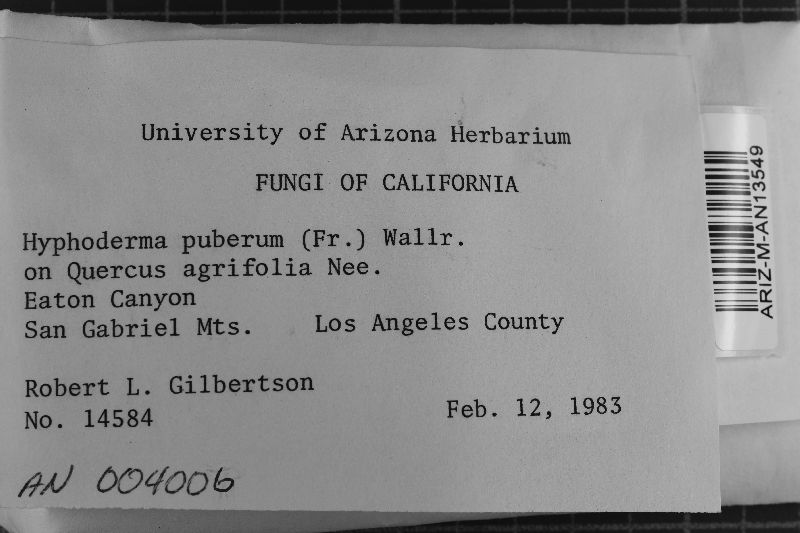 University of Arizona Herbarium
FUNGI OF CALIFORNIA
Hyphoderma puberum (Fr.) Wallr.
on Quercus agrifolia Nee.
Eaton Canyon
San Gabriel Mts. Los Angeles County
Robert L. Gilbertson
No. 14584 Feb. 12, 1983
AN 004006
ARIZ-M-AN13549